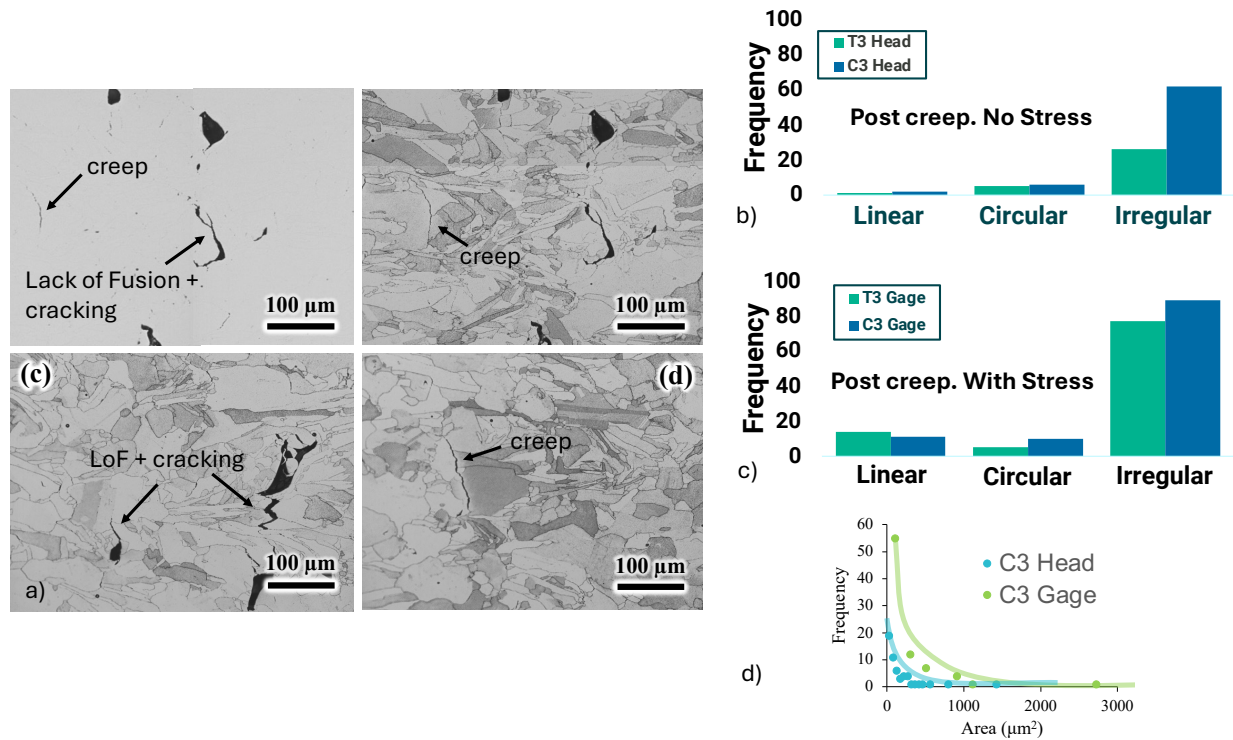 creep
Lack of Fusion +
cracking
100 µm
creep
100 µm
(c)
LoF + cracking
100 µm
a)
(d)
creep
100 µm
100
80
60
40
20
0
Frequency
T3 Head
C3 Head
Post creep. No Stress
Linear
Circular
Irregular
b)
100
80
60
40
20
0
Frequency
T3 Gage
C3 Gage
Post creep. With Stress
Linear
Circular
Irregular
c)
60
50
40
30
20
10
0
Frequency
C3 Head
C3 Gage
0
1000
2000
3000
Area (µm²)
d)